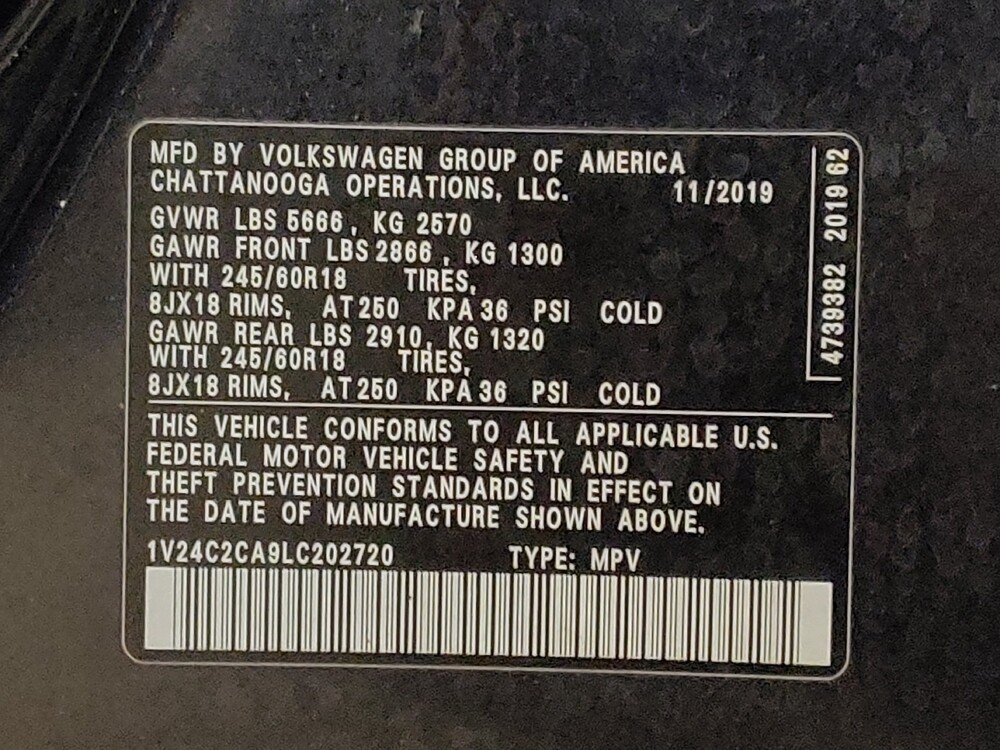 MFD BY VOLKSWAGEN GROUP OF AMERICA
CHATTANOOGA OPERATIONS, LLC. 11/2019
GVWR LBS 5666, KG 2570
GAWR FRONT LBS 2866, KG 1300
WITH 245/60R18 TIRES,
8JX18 RIMS, AT 250 KPA 36 PSI COLD
GAWR REAR LBS 2910, KG 1320
WITH 245/60R18 TIRES,
8JX18 RIMS, AT 250 KPA 36 PSI COLD
THIS VEHICLE CONFORMS TO ALL APPLICABLE U.S.
FEDERAL MOTOR VEHICLE SAFETY AND
THEFT PREVENTION STANDARDS IN EFFECT ON
THE DATE OF MANUFACTURE SHOWN ABOVE.
1V24C2CA9LC202720 TYPE: MPV
4739382 2019 62